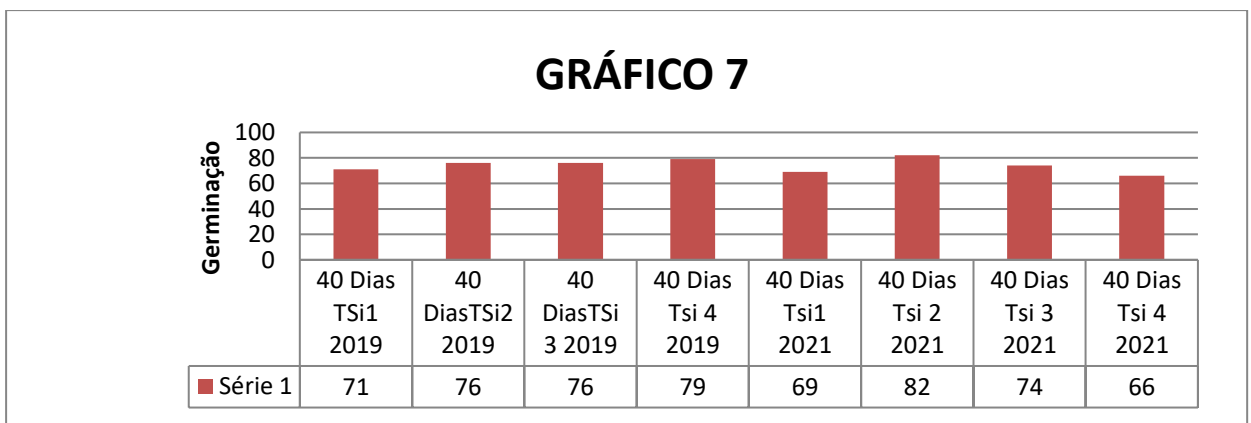 GRÁFICO 7
Germinação
100
80
60
40
20
0
40 Dias TSi1 2019
40 DiasTSi2 2019
40 DiasTSi 3 2019
40 Dias Tsi 4 2019
40 Dias Tsi1 2021
40 Dias Tsi 2 2021
40 Dias Tsi 3 2021
40 Dias Tsi 4 2021
Série 1 71 76 76 79 69 82 74 66